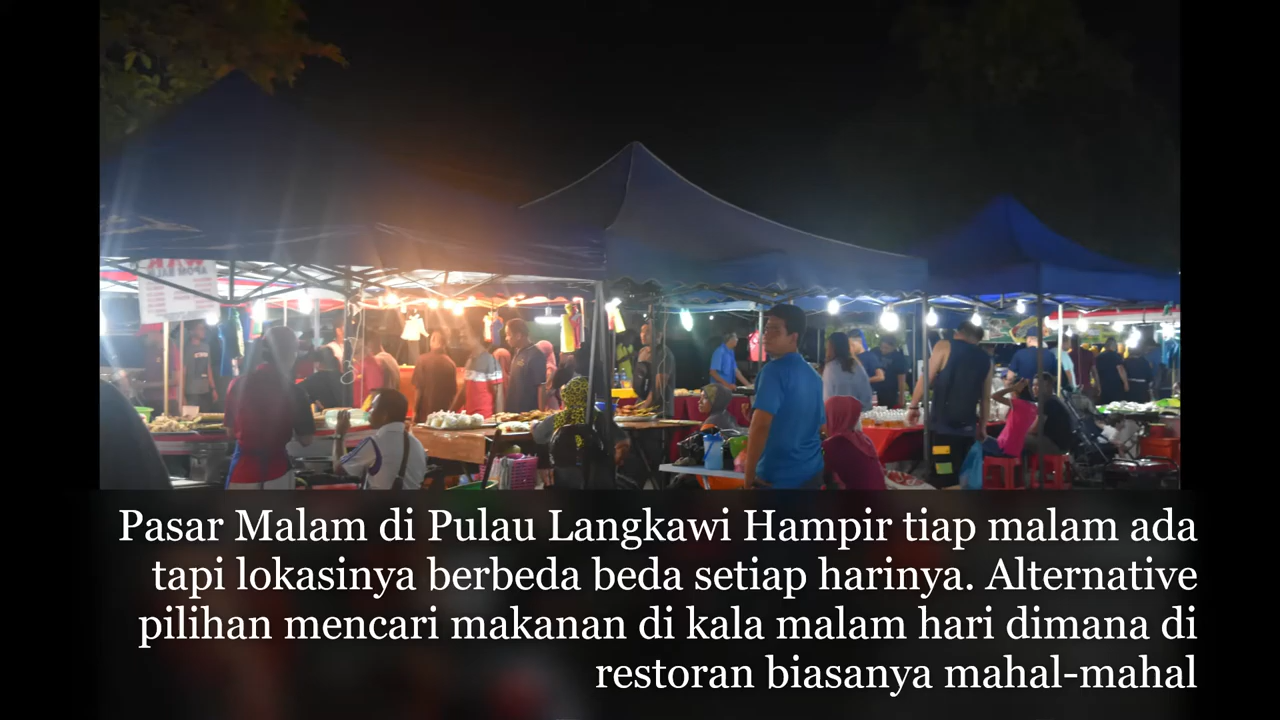 Pasar Malam di Pulau Langkawi Hampir tiap malam ada
tapi lokasinya berbeda beda setiap harinya. Alternative
pilihan mencari makanan di kala malam hari dimana di
restoran biasanya mahal-mahal